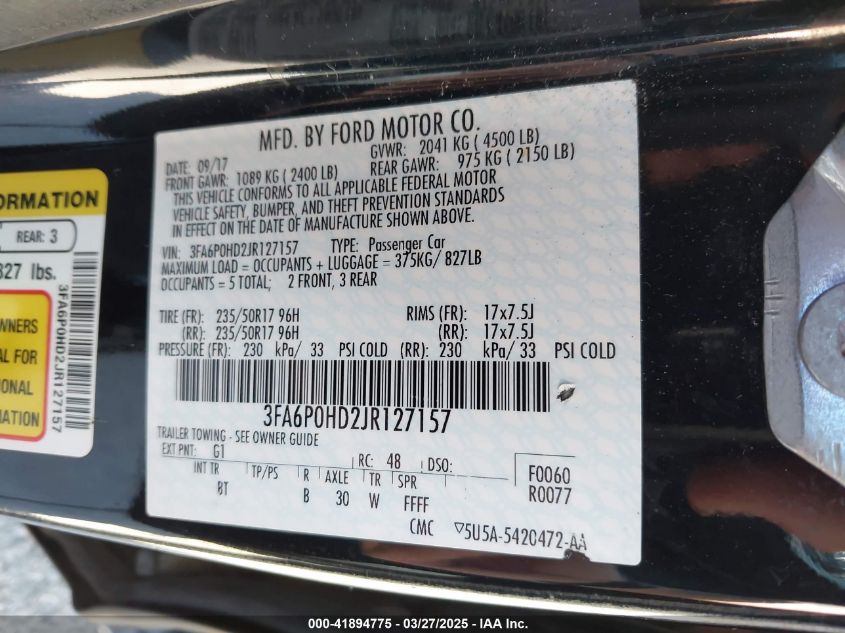 MFD. BY FORD MOTOR CO.
DATE: 09/17 GVWR: 2041 KG ( 4500 LB)
FRONT GAWR: 1089 KG ( 2400 LB) REAR GAWR: 975 KG ( 2150 LB)
THIS VEHICLE CONFORMS TO ALL APPLICABLE FEDERAL MOTOR
VEHICLE SAFETY, BUMPER, AND THEFT PREVENTION STANDARDS
IN EFFECT ON THE DATE OF MANUFACTURE SHOWN ABOVE.
VIN: 3FA6P0HD2JR127157 TYPE: Passenger Car
MAXIMUM LOAD = OCCUPANTS + LUGGAGE = 375KG/ 827LB
OCCUPANTS = 5 TOTAL; 2 FRONT, 3 REAR
TIRE (FR): 235/50R17 96H RIMS (FR): 17x7.5J
(RR): 235/50R17 96H (RR): 17x7.5J
PRESSURE (FR): 230 kPa/ 33 PSI COLD (RR): 230 kPa/ 33 PSI COLD
3FA6P0HD2JR127157
TRAILER TOWING - SEE OWNER GUIDE
EXT PNT: G1 RC: 48 DSO: F0060
INT TR TP/PS R AXLE TR SPR R0077
BT B 30 W FFFF
CMC 5U5A-5420472-AA
ORMATION
REAR: 3
827 lbs.
WNERS
AL FOR
IONAL
MATION
3FA6P0HD2JR127157
000-41894775 - 03/27/2025 - IAA Inc.